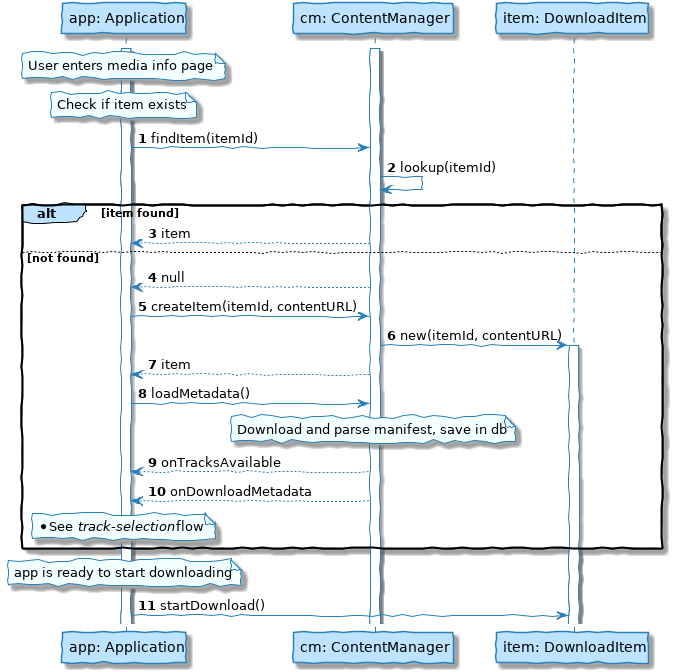 app: Application
cm: ContentManager
item: DownloadItem
User enters media info page
Check if item exists
1 findItem(itemId)
2 lookup(itemId)
alt
[item found]
3 item
[not found]
4 null
5 createItem(itemId, contentURL)
6 new(itemId, contentURL)
7 item
8 loadMetadata()
Download and parse manifest, save in db
9 onTracksAvailable
10 onDownloadMetadata
•See track-selectionflow
app is ready to start downloading
11 startDownload()
app: Application
cm: ContentManager
item: DownloadItem